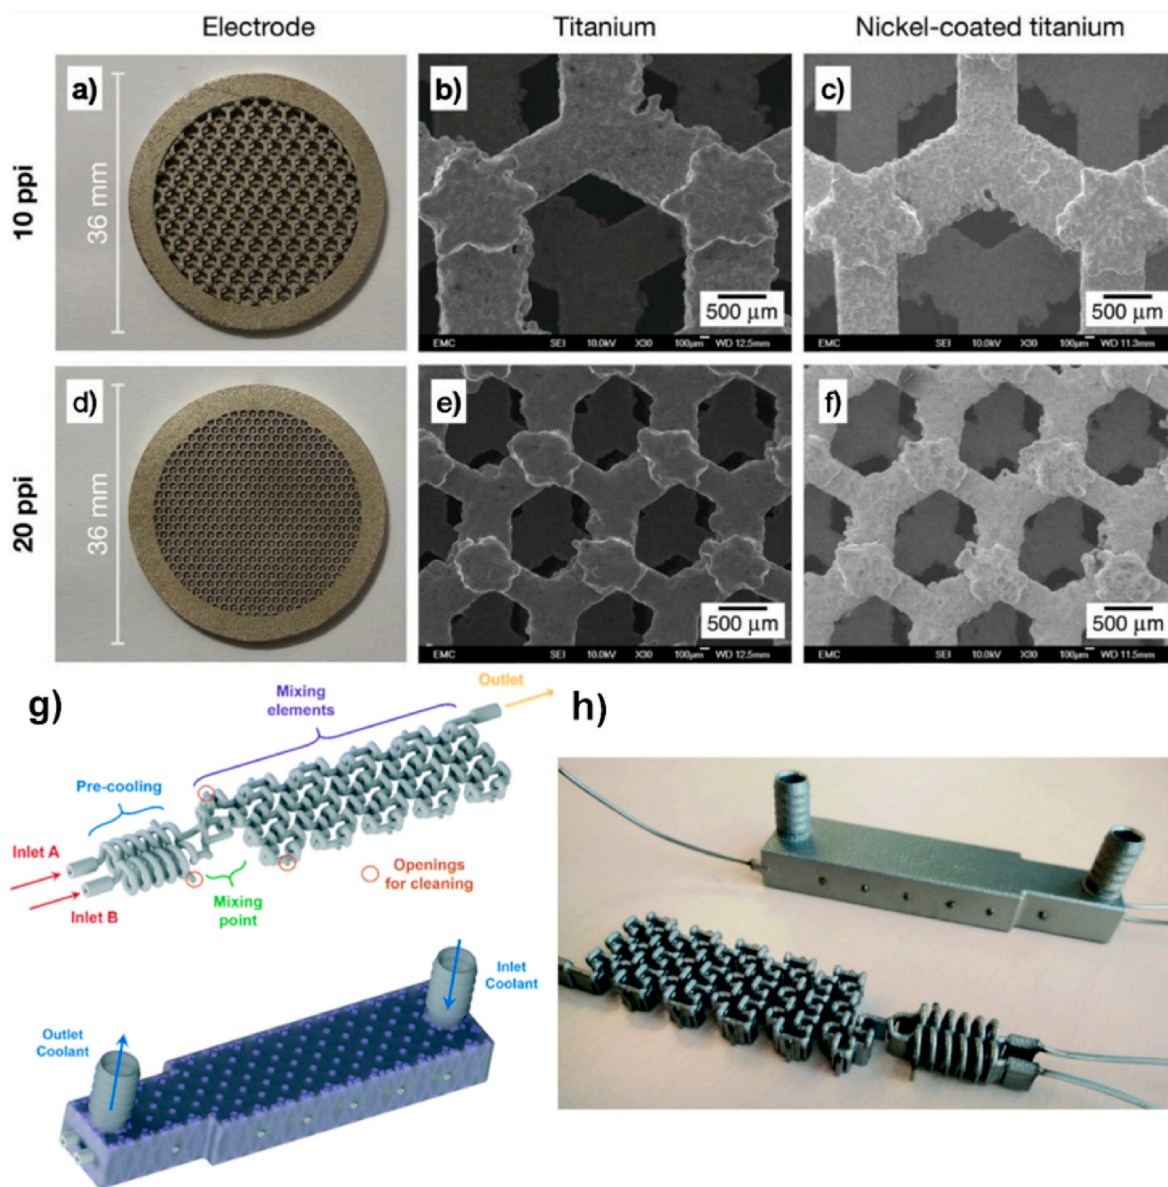 Electrode
Titanium
Nickel-coated titanium
10 ppi
a)
36 mm
b)
500 μm
EMC SEI 10.0kV X30 100μm WD 12.5mm
c)
500 μm
EMC SEI 10.0kV X30 100μm WD 11.3mm
20 ppi
d)
36 mm
e)
500 μm
EMC SEI 10.0kV X30 100μm WD 12.5mm
f)
500 μm
EMC SEI 10.0kV X30 100μm WD 11.5mm
g)
Mixing
elements
Outlet
Pre-cooling
Inlet A
Inlet B
Mixing
point
Openings
for cleaning
Inlet
Coolant
Outlet
Coolant
h)